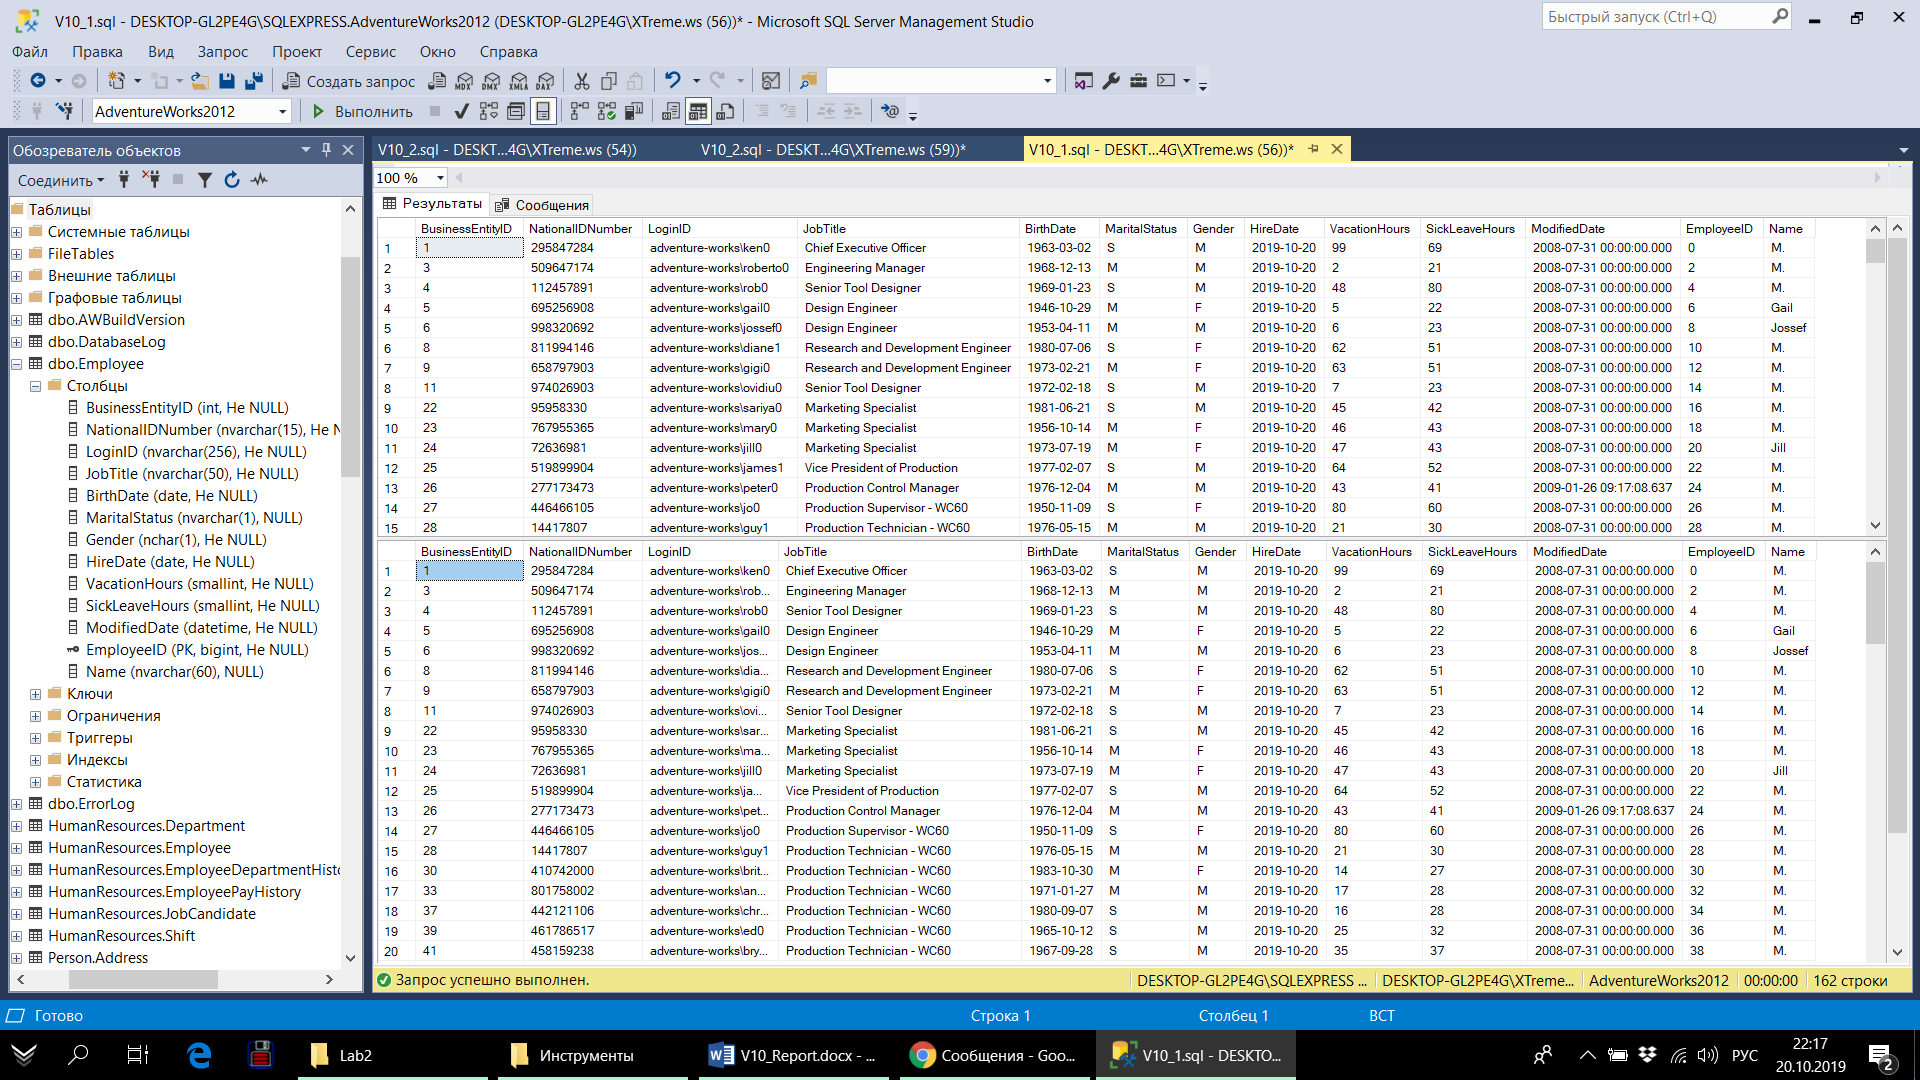 V10_1.sql - DESKTOP-GL2PE4G\SQLEXPRESS.AdventureWorks2012 (DESKTOP-GL2PE4G\XTreme.ws (56))* - Microsoft SQL Server Management Studio
Быстрый запуск (Ctrl+Q)
Файл Правка Вид Запрос Проект Сервис Окно Справка
Создать запрос MDX DMX XMLA DAX
AdventureWorks2012 Выполнить
Обозреватель объектов
Соединить
Таблицы
Системные таблицы
FileTables
Внешние таблицы
Графовые таблицы
dbo.AWBuildVersion
dbo.DatabaseLog
dbo.Employee
Столбцы
BusinessEntityID (int, Не NULL)
NationalIDNumber (nvarchar(15), Не N
LoginID (nvarchar(256), Не NULL)
JobTitle (nvarchar(50), Не NULL)
BirthDate (date, Не NULL)
MaritalStatus (nvarchar(1), NULL)
Gender (nchar(1), Не NULL)
HireDate (date, Не NULL)
VacationHours (smallint, Не NULL)
SickLeaveHours (smallint, Не NULL)
ModifiedDate (datetime, Не NULL)
EmployeeID (PK, bigint, Не NULL)
Name (nvarchar(60), NULL)
Ключи
Ограничения
Триггеры
Индексы
Статистика
dbo.ErrorLog
HumanResources.Department
HumanResources.Employee
HumanResources.EmployeeDepartmentHisto
HumanResources.EmployeePayHistory
HumanResources.JobCandidate
HumanResources.Shift
Person.Address
V10_2.sql - DESKT...4G\XTreme.ws (54)) V10_2.sql - DESKT...4G\XTreme.ws (59))* V10_1.sql - DESKT...4G\XTreme.ws (56))*
100 %
Результаты Сообщения
BusinessEntityID NationalIDNumber LoginID JobTitle BirthDate MaritalStatus Gender HireDate VacationHours SickLeaveHours ModifiedDate EmployeeID Name
1 1 295847284 adventure-works\ken0 Chief Executive Officer 1963-03-02 S M 2019-10-20 99 69 2008-07-31 00:00:00.000 0 M.
2 3 509647174 adventure-works\roberto0 Engineering Manager 1968-12-13 M M 2019-10-20 2 21 2008-07-31 00:00:00.000 2 M.
3 4 112457891 adventure-works\rob0 Senior Tool Designer 1969-01-23 S M 2019-10-20 48 80 2008-07-31 00:00:00.000 4 M.
4 5 695256908 adventure-works\gail0 Design Engineer 1946-10-29 M F 2019-10-20 5 22 2008-07-31 00:00:00.000 6 Gail
5 6 998320692 adventure-works\jossef0 Design Engineer 1953-04-11 M M 2019-10-20 6 23 2008-07-31 00:00:00.000 8 Jossef
6 8 811994146 adventure-works\diane1 Research and Development Engineer 1980-07-06 S F 2019-10-20 62 51 2008-07-31 00:00:00.000 10 M.
7 9 658797903 adventure-works\gigi0 Research and Development Engineer 1973-02-21 M F 2019-10-20 63 51 2008-07-31 00:00:00.000 12 M.
8 11 974026903 adventure-works\ovidiu0 Senior Tool Designer 1972-02-18 S M 2019-10-20 7 23 2008-07-31 00:00:00.000 14 M.
9 22 95958330 adventure-works\sariya0 Marketing Specialist 1981-06-21 S M 2019-10-20 45 42 2008-07-31 00:00:00.000 16 M.
10 23 767955365 adventure-works\mary0 Marketing Specialist 1956-10-14 M F 2019-10-20 46 43 2008-07-31 00:00:00.000 18 M.
11 24 72636981 adventure-works\jill0 Marketing Specialist 1973-07-19 M F 2019-10-20 47 43 2008-07-31 00:00:00.000 20 Jill
12 25 519899904 adventure-works\james1 Vice President of Production 1977-02-07 S M 2019-10-20 64 52 2008-07-31 00:00:00.000 22 M.
13 26 277173473 adventure-works\peter0 Production Control Manager 1976-12-04 M M 2019-10-20 43 41 2009-01-26 09:17:08.637 24 M.
14 27 446466105 adventure-works\jo0 Production Supervisor - WC60 1950-11-09 S F 2019-10-20 80 60 2008-07-31 00:00:00.000 26 M.
15 28 14417807 adventure-works\guy1 Production Technician - WC60 1976-05-15 M M 2019-10-20 21 30 2008-07-31 00:00:00.000 28 M.
BusinessEntityID NationalIDNumber LoginID JobTitle BirthDate MaritalStatus Gender HireDate VacationHours SickLeaveHours ModifiedDate EmployeeID Name
1 1 295847284 adventure-works\ken0 Chief Executive Officer 1963-03-02 S M 2019-10-20 99 69 2008-07-31 00:00:00.000 0 M.
2 3 509647174 adventure-works\rob... Engineering Manager 1968-12-13 M M 2019-10-20 2 21 2008-07-31 00:00:00.000 2 M.
3 4 112457891 adventure-works\rob0 Senior Tool Designer 1969-01-23 S M 2019-10-20 48 80 2008-07-31 00:00:00.000 4 M.
4 5 695256908 adventure-works\gail0 Design Engineer 1946-10-29 M F 2019-10-20 5 22 2008-07-31 00:00:00.000 6 Gail
5 6 998320692 adventure-works\jos... Design Engineer 1953-04-11 M M 2019-10-20 6 23 2008-07-31 00:00:00.000 8 Jossef
6 8 811994146 adventure-works\dia... Research and Development Engineer 1980-07-06 S F 2019-10-20 62 51 2008-07-31 00:00:00.000 10 M.
7 9 658797903 adventure-works\gigi0 Research and Development Engineer 1973-02-21 M F 2019-10-20 63 51 2008-07-31 00:00:00.000 12 M.
8 11 974026903 adventure-works\ovi... Senior Tool Designer 1972-02-18 S M 2019-10-20 7 23 2008-07-31 00:00:00.000 14 M.
9 22 95958330 adventure-works\sar... Marketing Specialist 1981-06-21 S M 2019-10-20 45 42 2008-07-31 00:00:00.000 16 M.
10 23 767955365 adventure-works\ma... Marketing Specialist 1956-10-14 M F 2019-10-20 46 43 2008-07-31 00:00:00.000 18 M.
11 24 72636981 adventure-works\jill0 Marketing Specialist 1973-07-19 M F 2019-10-20 47 43 2008-07-31 00:00:00.000 20 Jill
12 25 519899904 adventure-works\ja... Vice President of Production 1977-02-07 S M 2019-10-20 64 52 2008-07-31 00:00:00.000 22 M.
13 26 277173473 adventure-works\pet... Production Control Manager 1976-12-04 M M 2019-10-20 43 41 2009-01-26 09:17:08.637 24 M.
14 27 446466105 adventure-works\jo0 Production Supervisor - WC60 1950-11-09 S F 2019-10-20 80 60 2008-07-31 00:00:00.000 26 M.
15 28 14417807 adventure-works\guy1 Production Technician - WC60 1976-05-15 M M 2019-10-20 21 30 2008-07-31 00:00:00.000 28 M.
16 30 410742000 adventure-works\brit... Production Technician - WC60 1983-10-30 M F 2019-10-20 14 27 2008-07-31 00:00:00.000 30 M.
17 33 801758002 adventure-works\an... Production Technician - WC60 1971-01-27 M M 2019-10-20 17 28 2008-07-31 00:00:00.000 32 M.
18 37 442121106 adventure-works\chr... Production Technician - WC60 1980-09-07 S M 2019-10-20 16 28 2008-07-31 00:00:00.000 34 M.
19 39 461786517 adventure-works\ed0 Production Technician - WC60 1965-10-12 S M 2019-10-20 25 32 2008-07-31 00:00:00.000 36 M.
20 41 458159238 adventure-works\bry... Production Technician - WC60 1967-09-28 S M 2019-10-20 35 37 2008-07-31 00:00:00.000 38 M.
Запрос успешно выполнен. DESKTOP-GL2PE4G\SQLEXPRESS ... DESKTOP-GL2PE4G\XTreme... AdventureWorks2012 00:00:00 162 строки
Готово Строка 1 Столбец 1 ВСТ
Lab2 Инструменты V10_Report.docx - ... Сообщения - Goo... V10_1.sql - DESKTO... РУС 22:17
20.10.2019 2